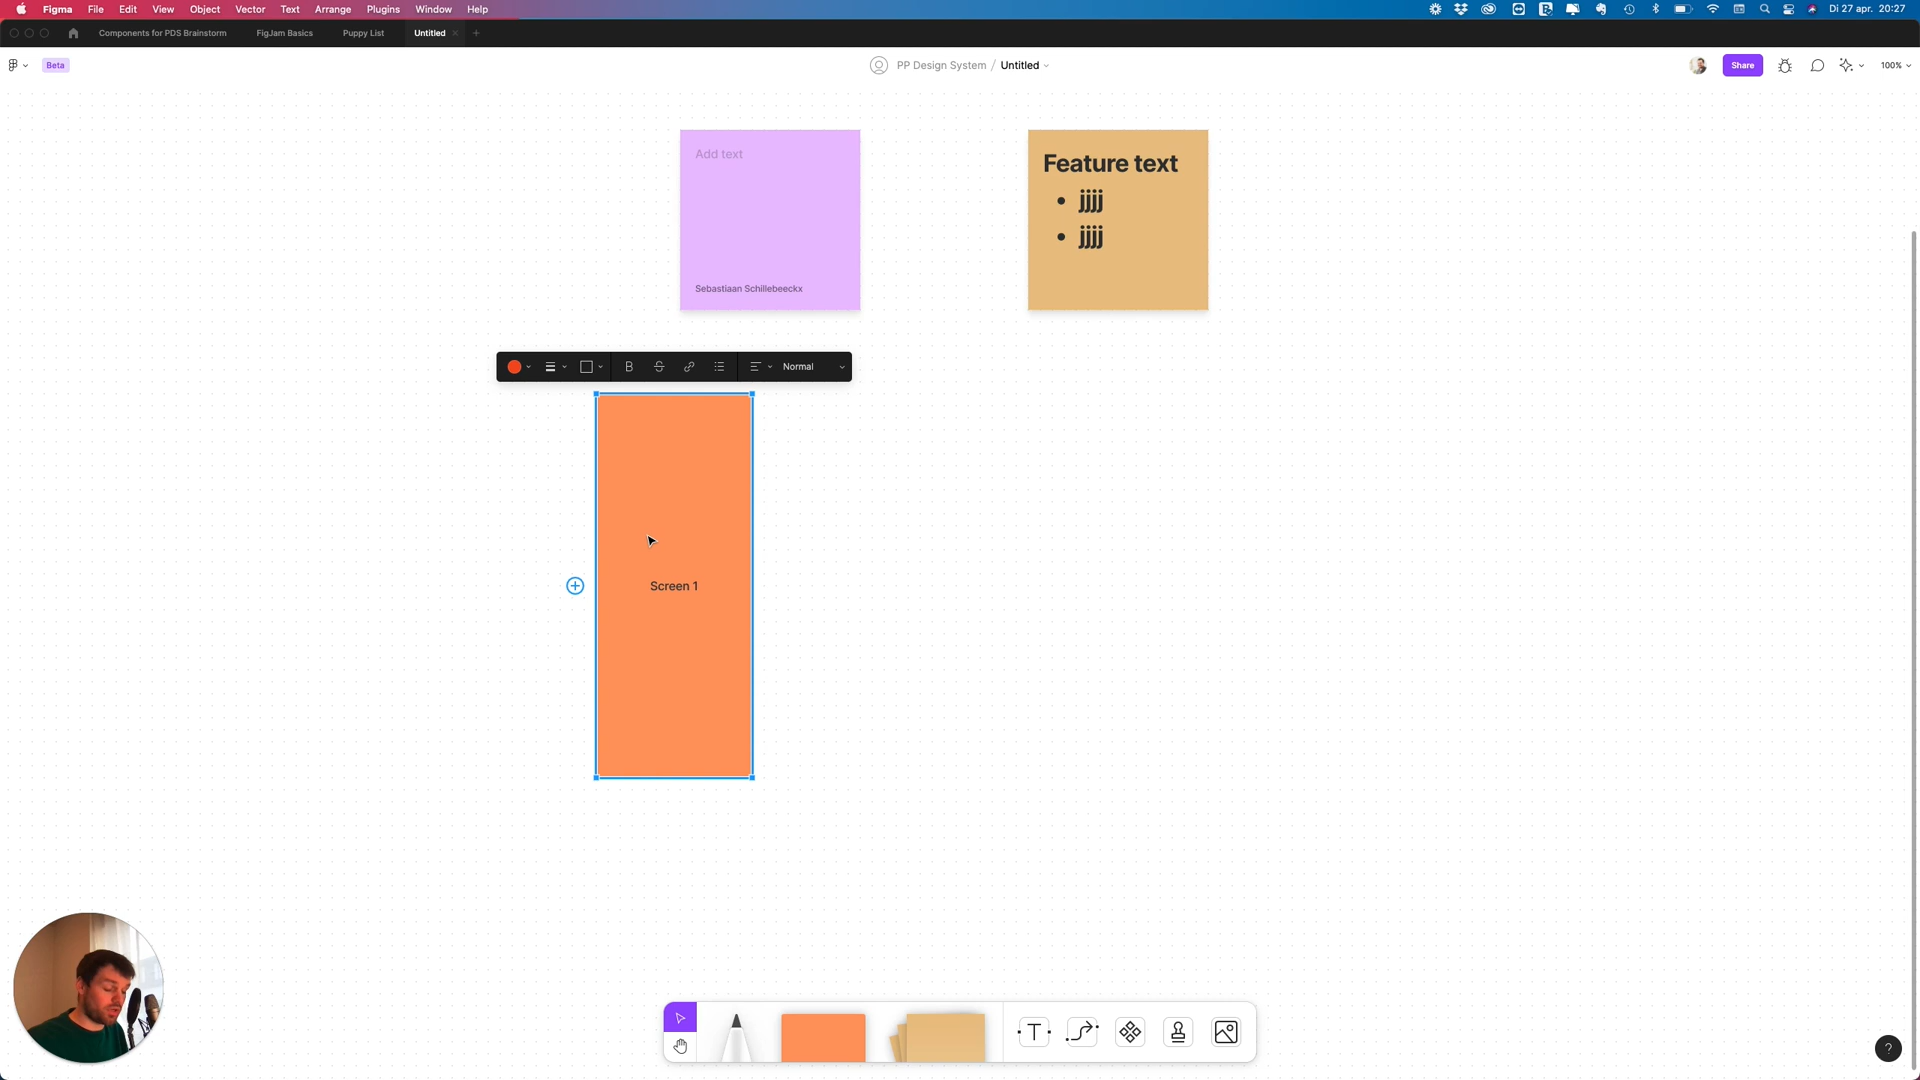 Figma File Edit View Object Vector Text Arrange Plugins Window Help Di 27 apr. 20:27
Components for PDS Brainstorm FigJam Basics Puppy List Untitled
Beta PP Design System / Untitled Share 100%
Add text
Sebastiaan Schillebeeckx
Feature text
• jjjj
• jjjj
B S Normal
Screen 1
T
?